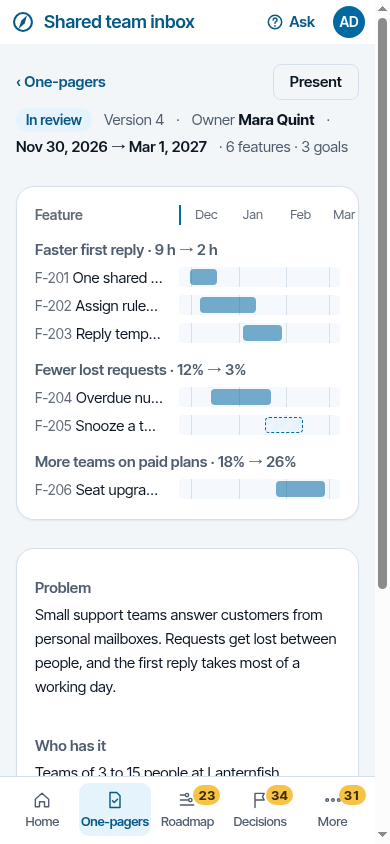 Shared team inbox
Ask
AD
‹ One-pagers
Present
In review Version 4 · Owner Mara Quint ·
Nov 30, 2026 → Mar 1, 2027 · 6 features · 3 goals
Feature Dec Jan Feb Mar
Faster first reply · 9 h → 2 h
F-201 One shared ...
F-202 Assign rule...
F-203 Reply temp...
Fewer lost requests · 12% → 3%
F-204 Overdue nu...
F-205 Snooze a t...
More teams on paid plans · 18% → 26%
F-206 Seat upgra...
Problem
Small support teams answer customers from
personal mailboxes. Requests get lost between
people, and the first reply takes most of a
working day.
Who has it
Teams of 3 to 15 people at Lanternfish
23 34 31
Home One-pagers Roadmap Decisions More